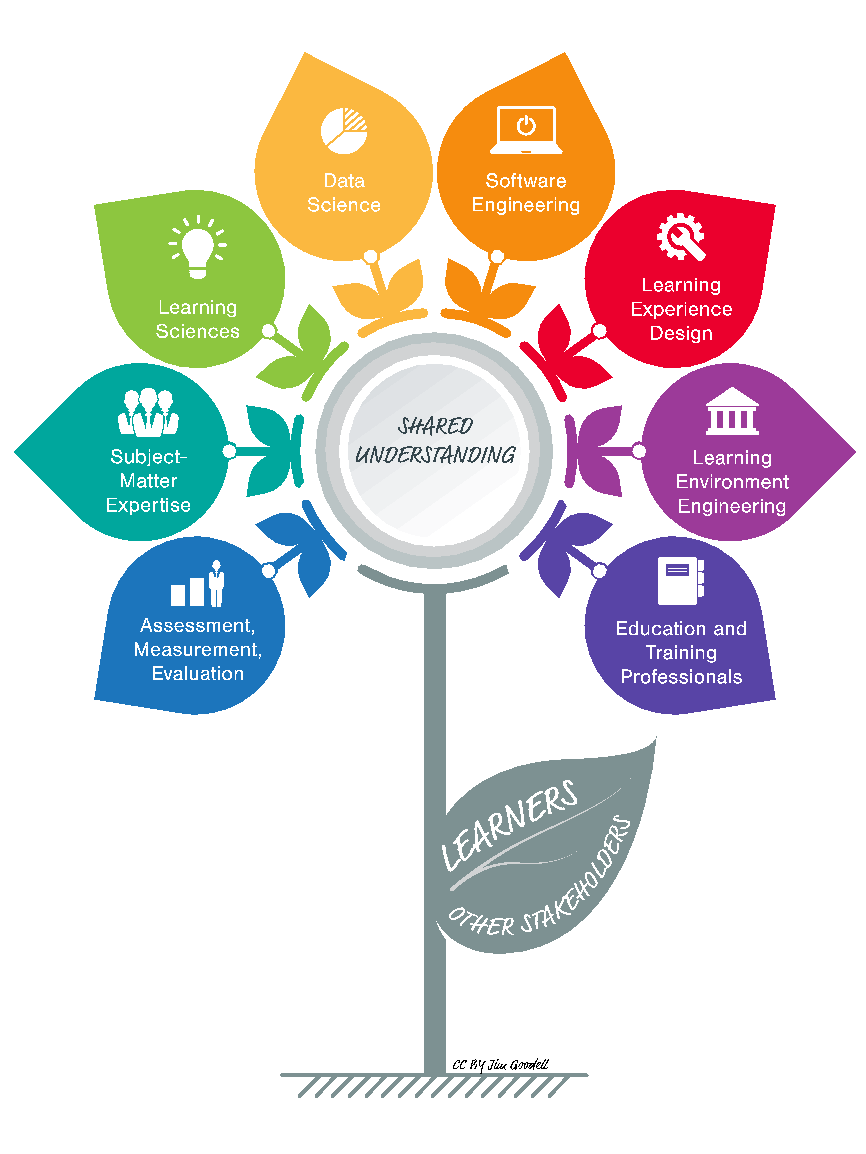 Data
Science
Software
Engineering
Learning
Sciences
Learning
Experience
Design
Subject-
Matter
Expertise
SHARED
UNDERSTANDING
Learning
Environment
Engineering
Assessment,
Measurement,
Evaluation
Education and
Training
Professionals
LEARNERS
OTHER STAKEHOLDERS
CC BY Jim Goodell